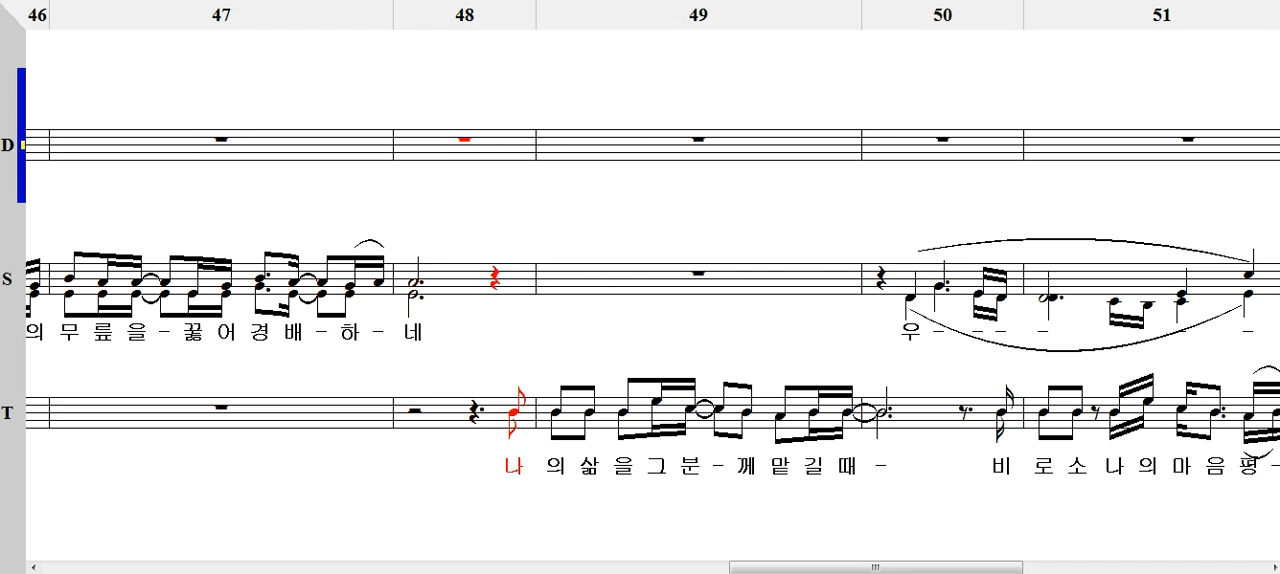 46 47 48 49 50 51
D
S
의 무 릎 을 - 꿇 어 경 배 - 하 - 네 우 - - - - - -
T
나 의 삶 을 그 분 - 께 맡 길 때 - 비 로 소 나 의 마 음 평 -